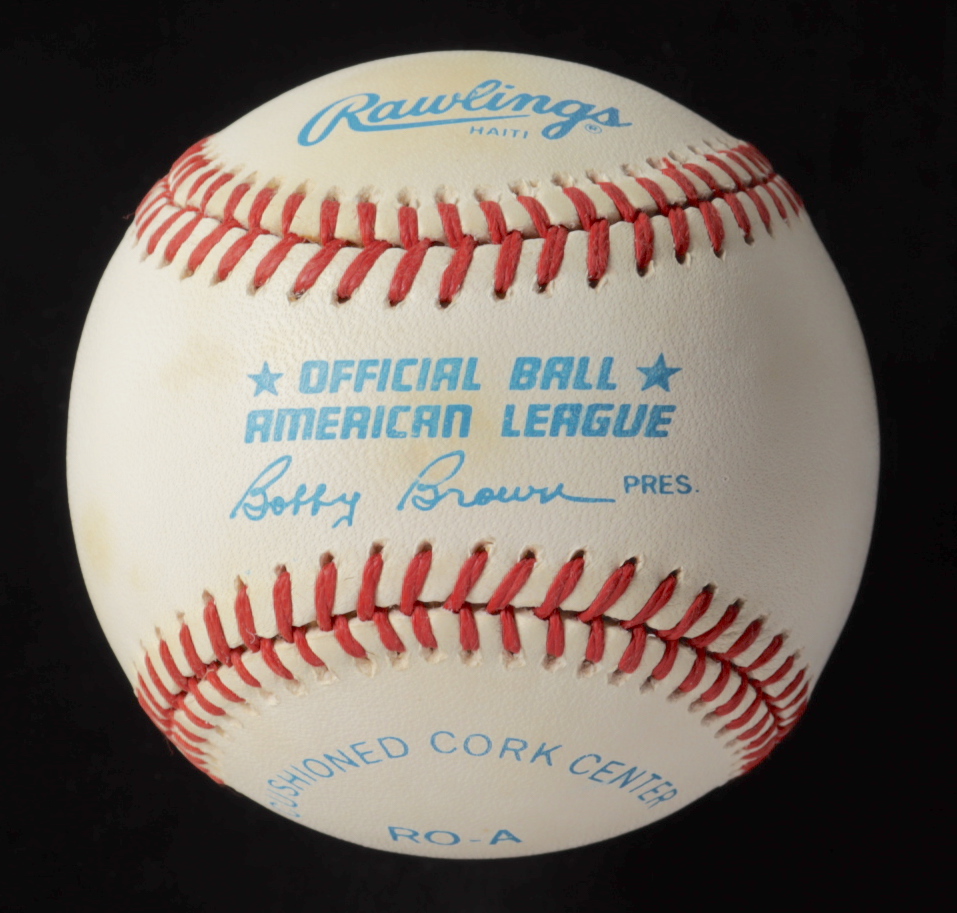 Rawlings ®
HAITI
★ OFFICIAL BALL ★
AMERICAN LEAGUE
Bobby Brown PRES.
CUSHIONED CORK CENTER
RO-A